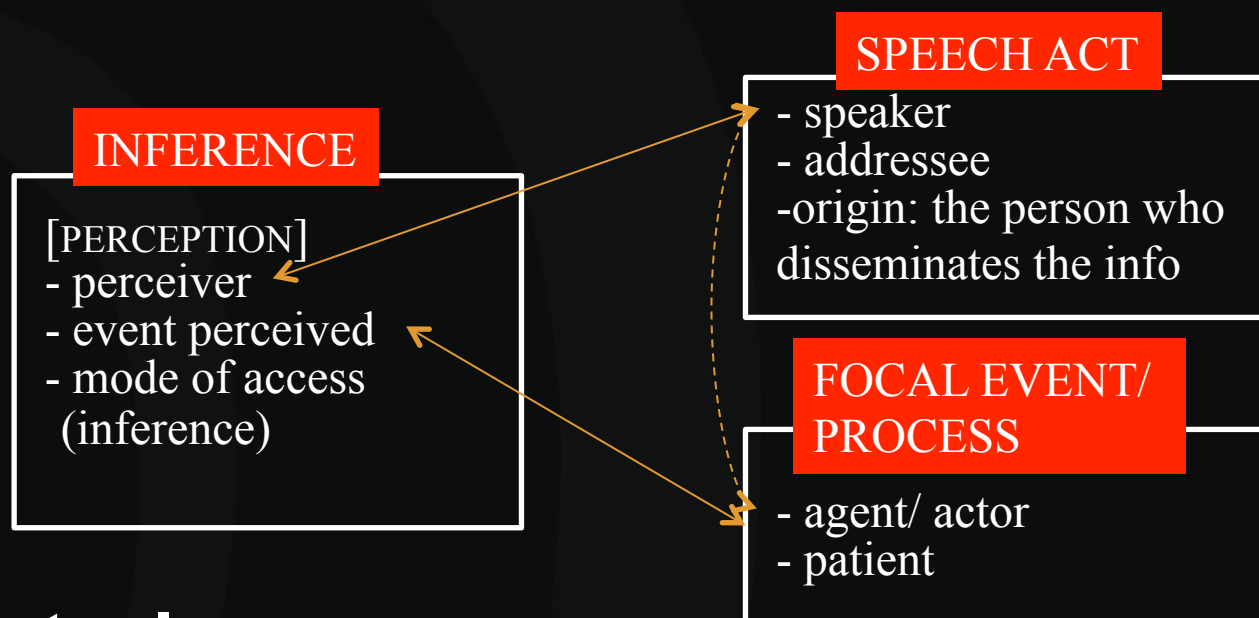 INFERENCE
[PERCEPTION]
- perceiver
- event perceived
- mode of access
(inference)
SPEECH ACT
- speaker
- addressee
-origin: the person who
disseminates the info
FOCAL EVENT/
PROCESS
- agent/ actor
- patient